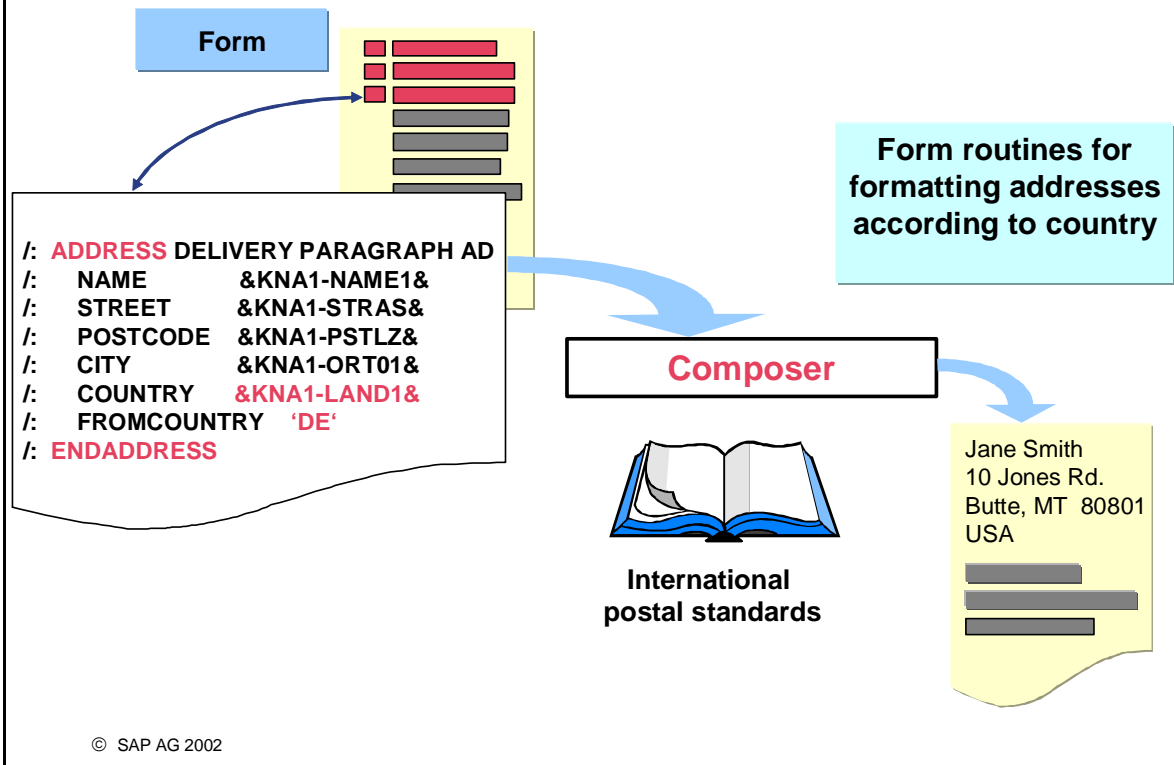 Form
Form routines for
formatting addresses
according to country
/: ADDRESS DELIVERY PARAGRAPH AD
/: NAME &KNA1-NAME1&
/: STREET &KNA1-STRAS&
/: POSTCODE &KNA1-PSTLZ&
/: CITY &KNA1-ORT01&
/: COUNTRY &KNA1-LAND1&
/: FROMCOUNTRY ‘DE‘
/: ENDADDRESS
Composer
International
postal standards
Jane Smith
10 Jones Rd.
Butte, MT 80801
USA
© SAP AG 2002